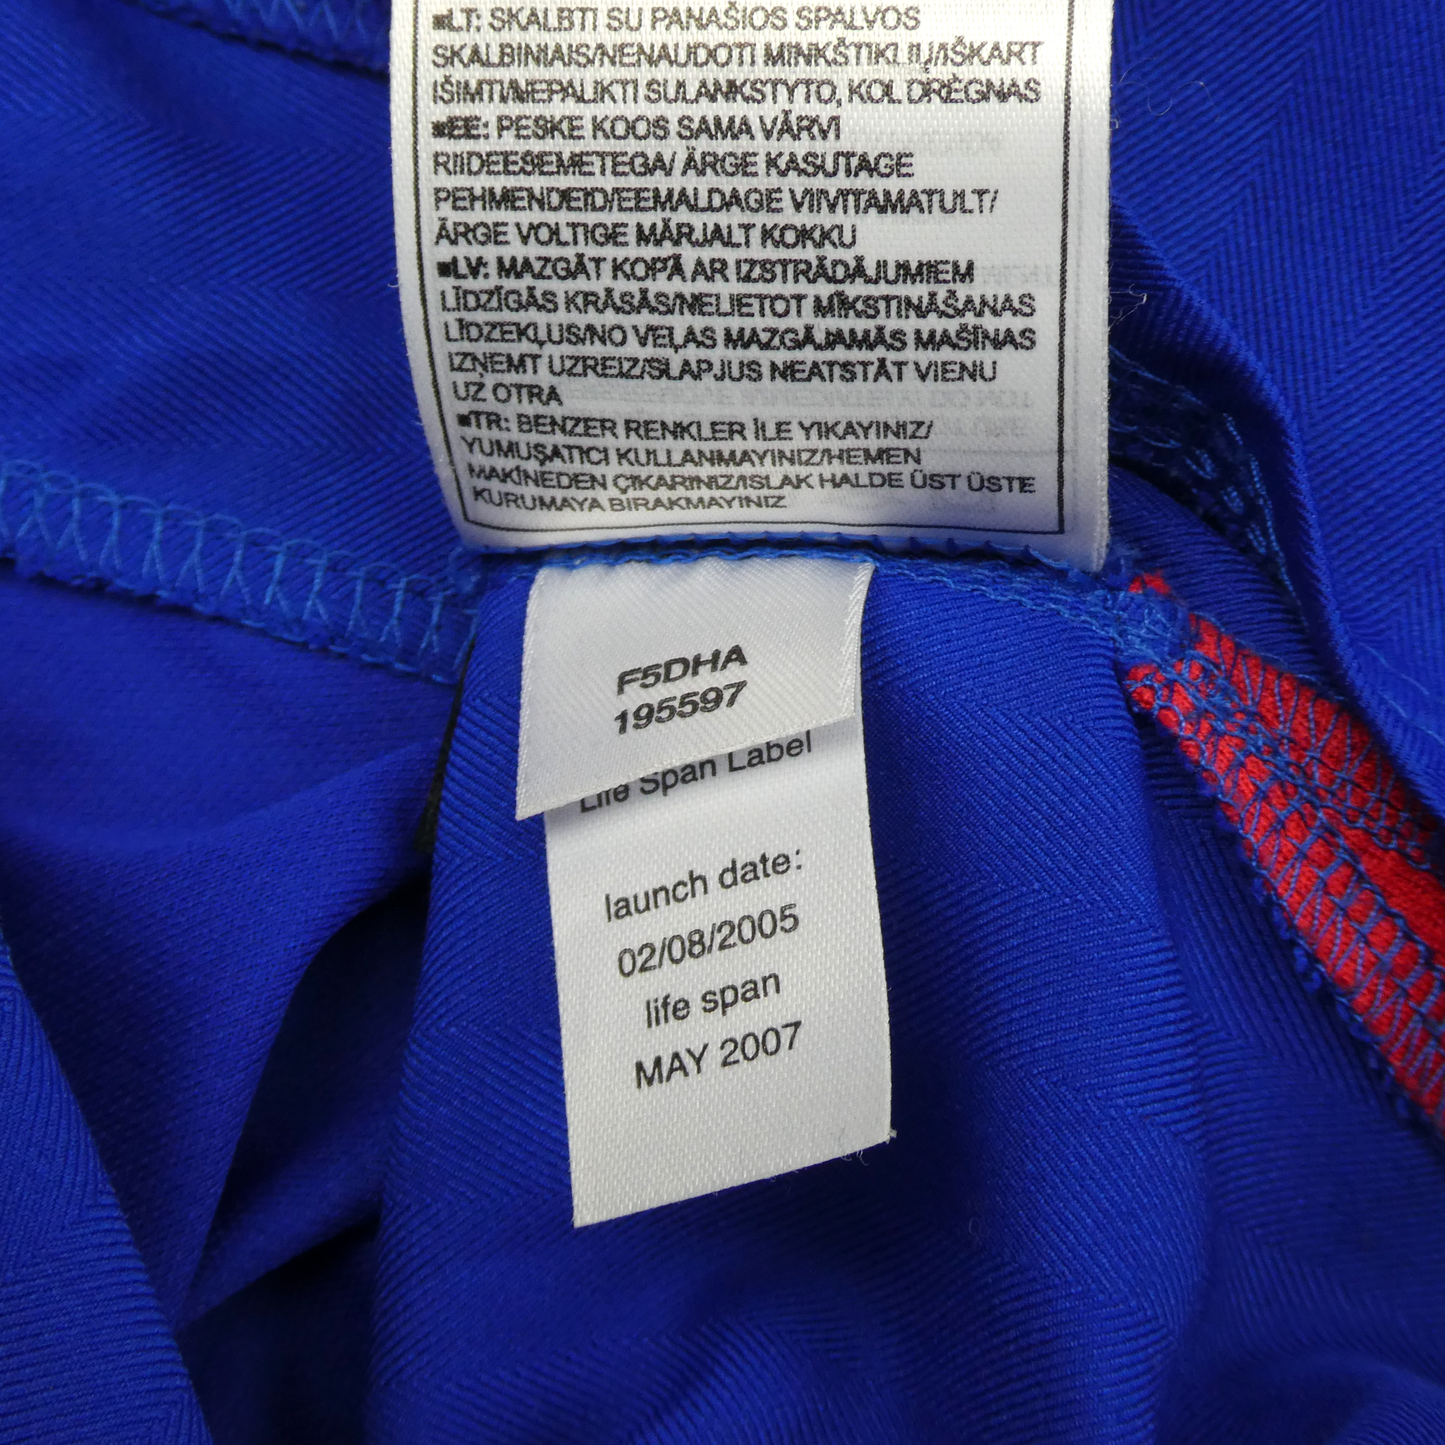 ■LT: SKALBTI SU PANAŠIOS SPALVOS
SKALBINIAIS/NENAUDOTI MINKŠTIKLIŲ/IŠKART
IŠIMTI/NEPALIKTI SULANKSTYTO, KOL DRĖGNAS
■EE: PESKE KOOS SAMA VÄRVI
RIIDEESEMETEGA/ ÄRGE KASUTAGE
PEHMENDEID/EEMALDAGE VIIVITAMATULT/
ÄRGE VOLTIGE MÄRJALT KOKKU
■LV: MAZGĀT KOPĀ AR IZSTRĀDĀJUMIEM
LĪDZĪGĀS KRĀSĀS/NELIETOT MĪKSTINĀŠANAS
LĪDZEKĻUS/NO VEĻAS MAZGĀJAMĀS MAŠĪNAS
IZŅEMT UZREIZ/SLAPJUS NEATSTĀT VIENU
UZ OTRA
■TR: BENZER RENKLER İLE YIKAYINIZ/
YUMUŞATICI KULLANMAYINIZ/HEMEN
MAKİNEDEN ÇIKARINIZ/ISLAK HALDE ÜST ÜSTE
KURUMAYA BIRAKMAYINIZ
F5DHA
195597
Life Span Label
launch date:
02/08/2005
life span
MAY 2007